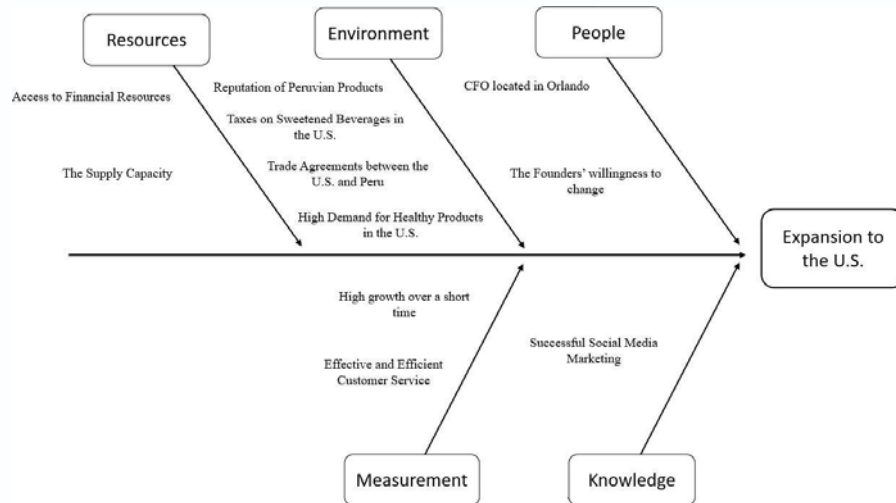 Resources
Environment
People
Access to Financial Resources
Reputation of Peruvian Products
CFO located in Orlando
Taxes on Sweetened Beverages in
the U.S.
The Supply Capacity
Trade Agreements between the
U.S. and Peru
The Founders' willingness to
change
High Demand for Healthy Products
in the U.S.
Expansion to
the U.S.
High growth over a short
time
Successful Social Media
Marketing
Effective and Efficient
Customer Service
Measurement
Knowledge